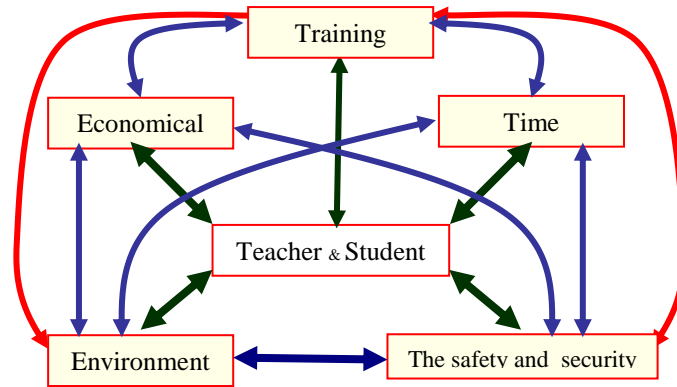 Training
Economical
Time
Teacher & Student
Environment
The safety and security